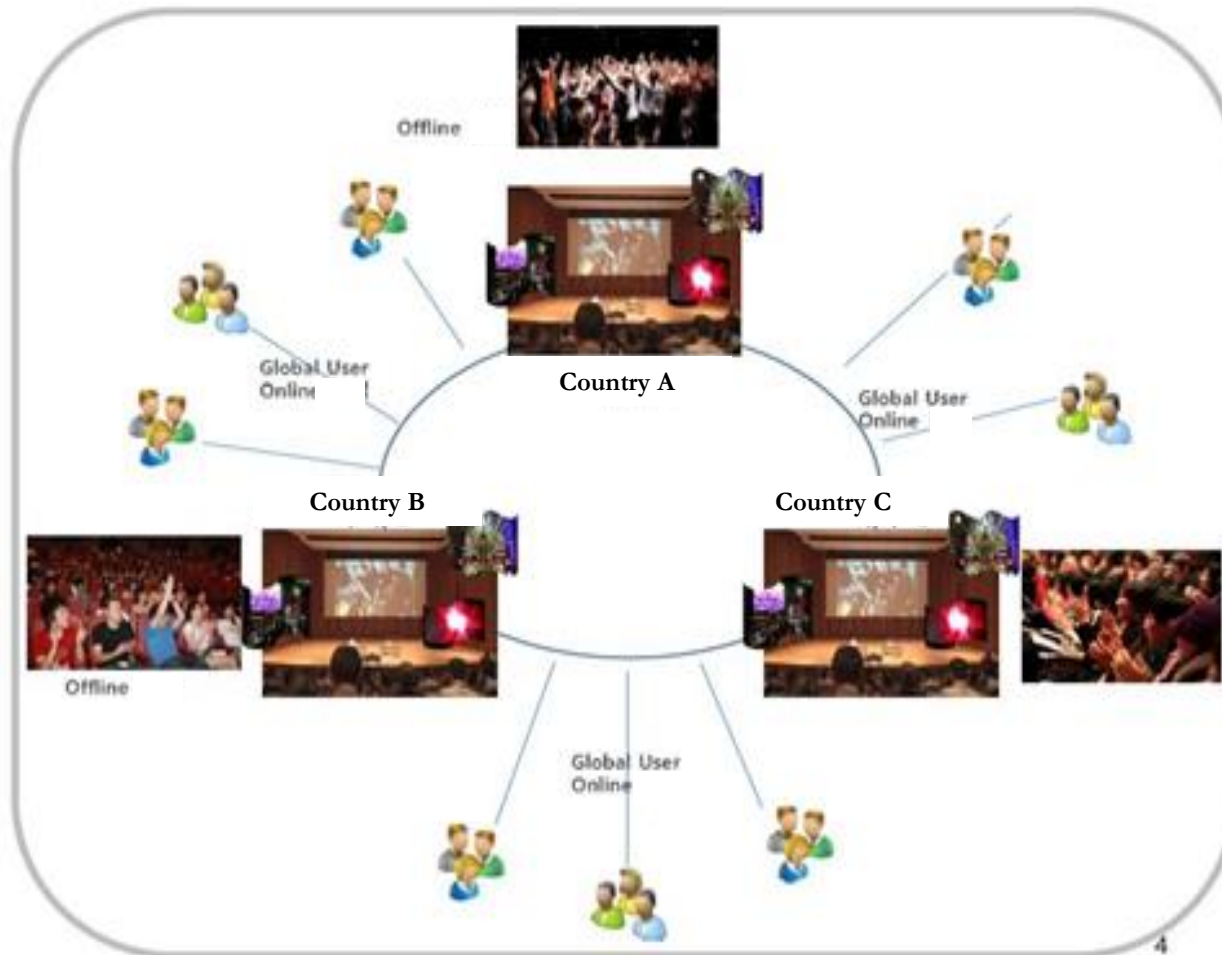 Offline
Country A
Global User
Online
Global User
Online
Country B
Country C
Offline
Global User
Online
4